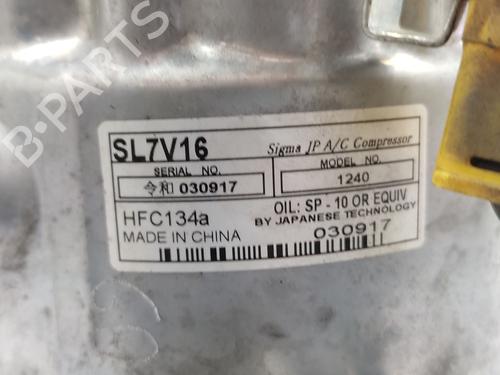 B-PARTS
SL7V16
Sigma JP A/C Compressor
SERIAL NO.
MODEL NO.
令和 030917
1240
HFC134a
OIL: SP - 10 OR EQUIV
BY JAPANESE TECHNOLOGY
MADE IN CHINA
030917